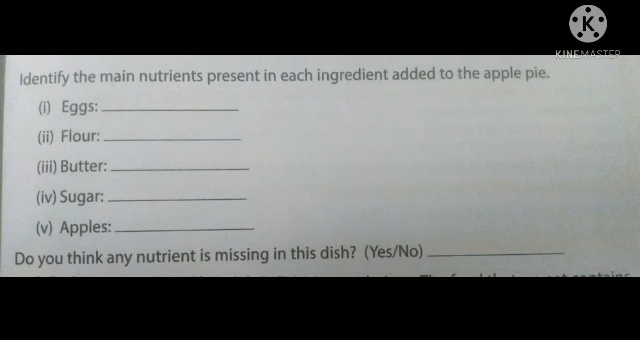 K
KINEMASTER
Identify the main nutrients present in each ingredient added to the apple pie.
(i) Eggs:
(ii) Flour:
(iii) Butter:
(iv) Sugar:
(v) Apples:
Do you think any nutrient is missing in this dish? (Yes/No)